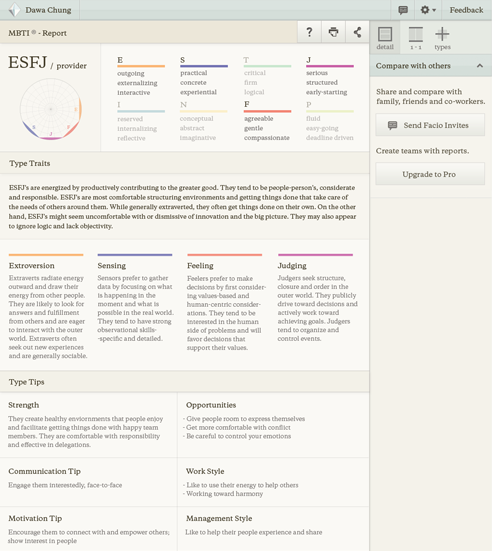 Dawa Chung
Feedback
MBTI ® - Report
?
detail
1 - 1
types
ESFJ / provider
E
outgoing
externalizing
interactive
S
practical
concrete
experiential
T
critical
firm
logical
J
serious
structured
early-starting
I
reserved
internalizing
reflective
N
conceptual
abstract
imaginative
F
agreeable
gentle
compassionate
P
fluid
easy-going
deadline driven
Compare with others
Share and compare with
family, friends and co-workers.
Send Facio Invites
Create teams with reports.
Upgrade to Pro
Type Traits
ESFJ's are energized by productively contributing to the greater good. They tend to be people-person's, considerate
and responsible. ESFJ's are most comfortable structuring environments and getting things done that take care of
the needs of others around them. While generally extraverted, they often get things done on their own. On the other
hand, ESFJ's might seem uncomfortable with or dismissive of innovation and the big picture. They may also appear
to ignore logic and lack objectivity.
Extroversion
Extraverts radiate energy
outward and draw their
energy from other people.
They are likely to look for
answers and fulfillment
from others and are eager
to interact with the outer
world. Extraverts often
seek out new experiences
and are generally sociable.
Sensing
Sensors prefer to gather
data by focusing on what
is happening in the
moment and what is
possible in the real world.
They tend to have strong
observational skills-
-specific and detailed.
Feeling
Feelers prefer to make
decisions by first consider-
ing values-based and
human-centric consider-
ations. They tend to be
interested in the human
side of problems and will
favor decisions that
support their values.
Judging
Judgers seek structure,
closure and order in the
outer world. They publicly
drive toward decisions and
actively work toward
achieving goals. Judgers
tend to organize and
control events.
Type Tips
Strength
They create healthy enviornments that people enjoy
and facilitate getting things done with happy team
members. They are comfortable with responsibility
and effective in delegations.
Opportunities
- Give people room to express themselves
- Get more comfortable with conflict
- Be careful to control your emotions
Communication Tip
Engage them interestedly, face-to-face
Work Style
- Like to use their energy to help others
- Working toward harmony
Motivation Tip
Encourage them to connect with and empower others;
show interest in people
Management Style
Like to help their people experience and share